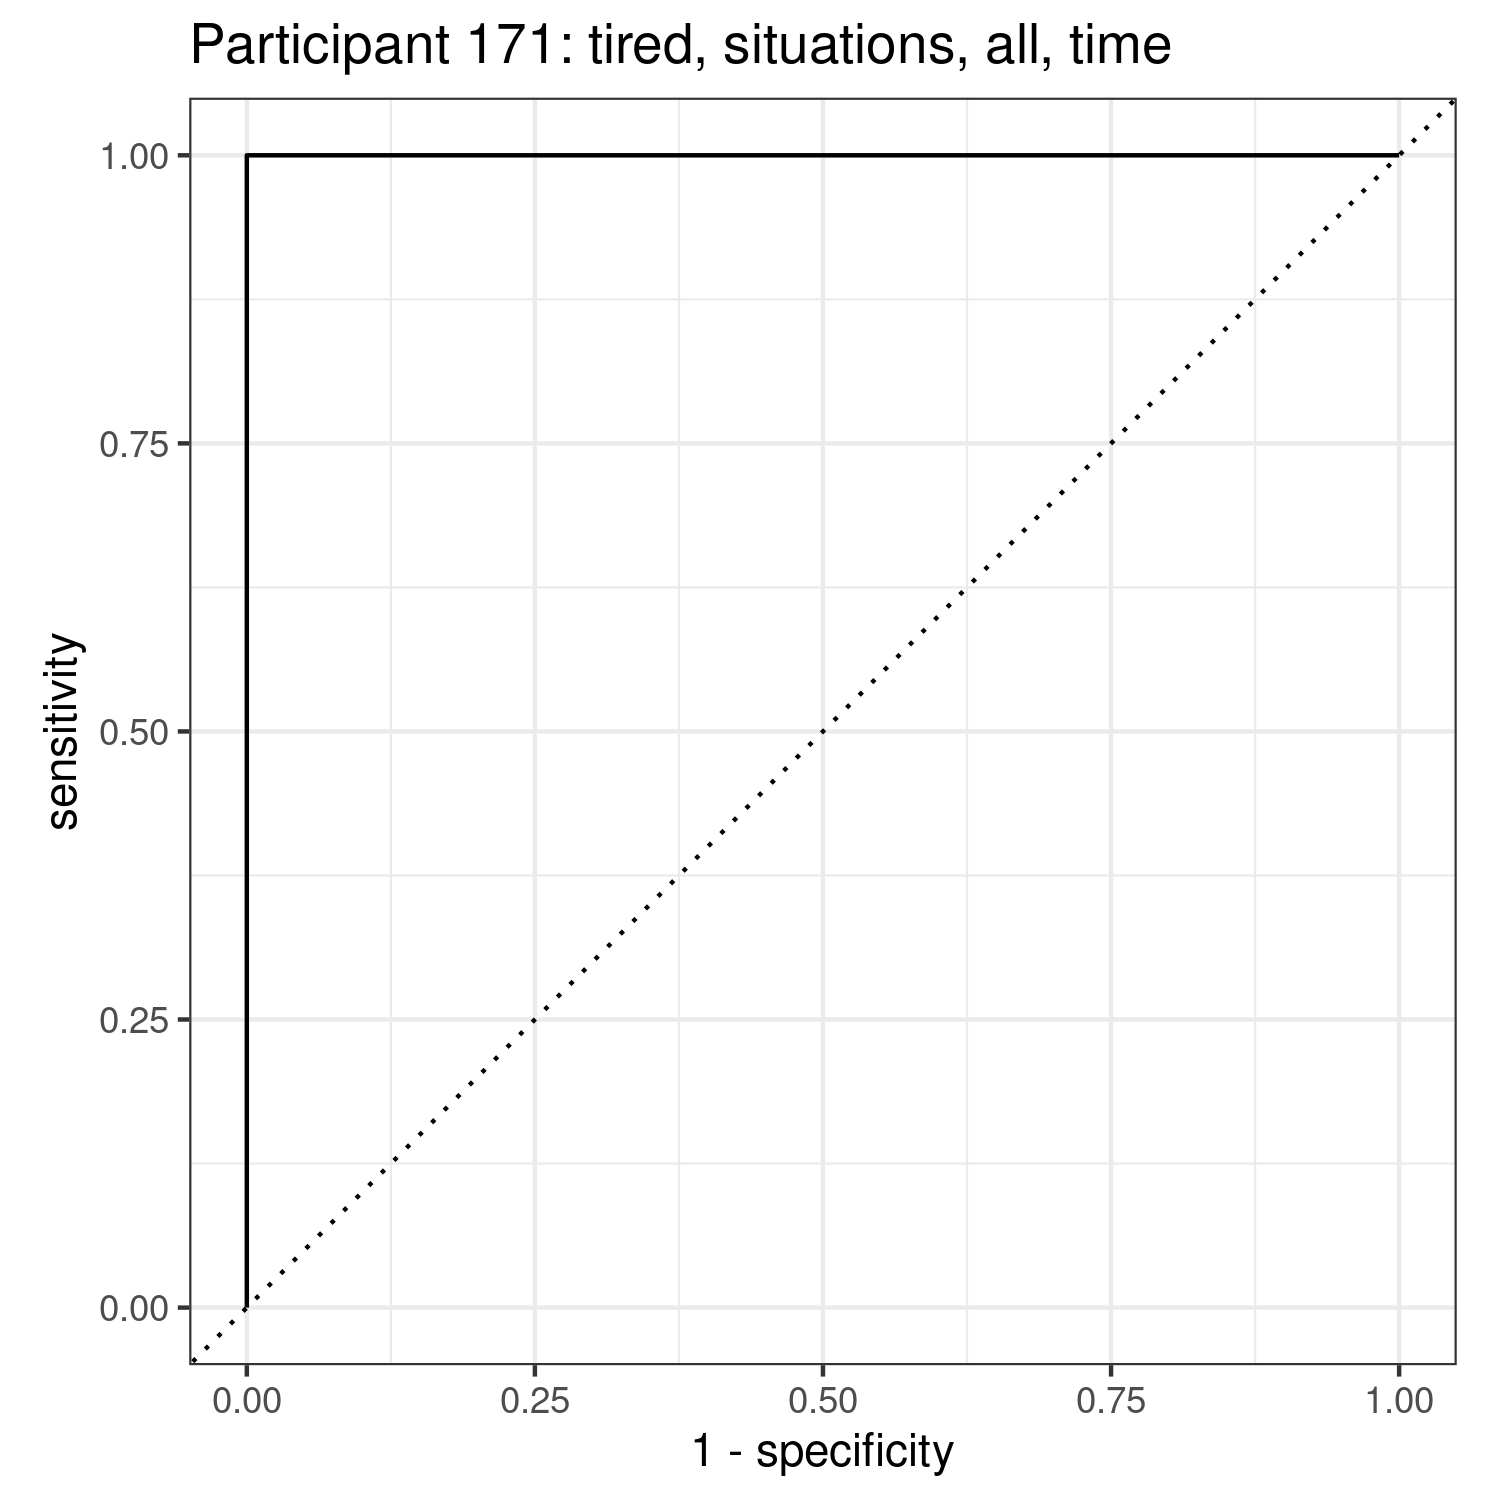 Participant 171: tired, situations, all, time
1.00
0.75
0.50
0.25
0.00
sensitivity
0.00 0.25 0.50 0.75 1.00
1 - specificity